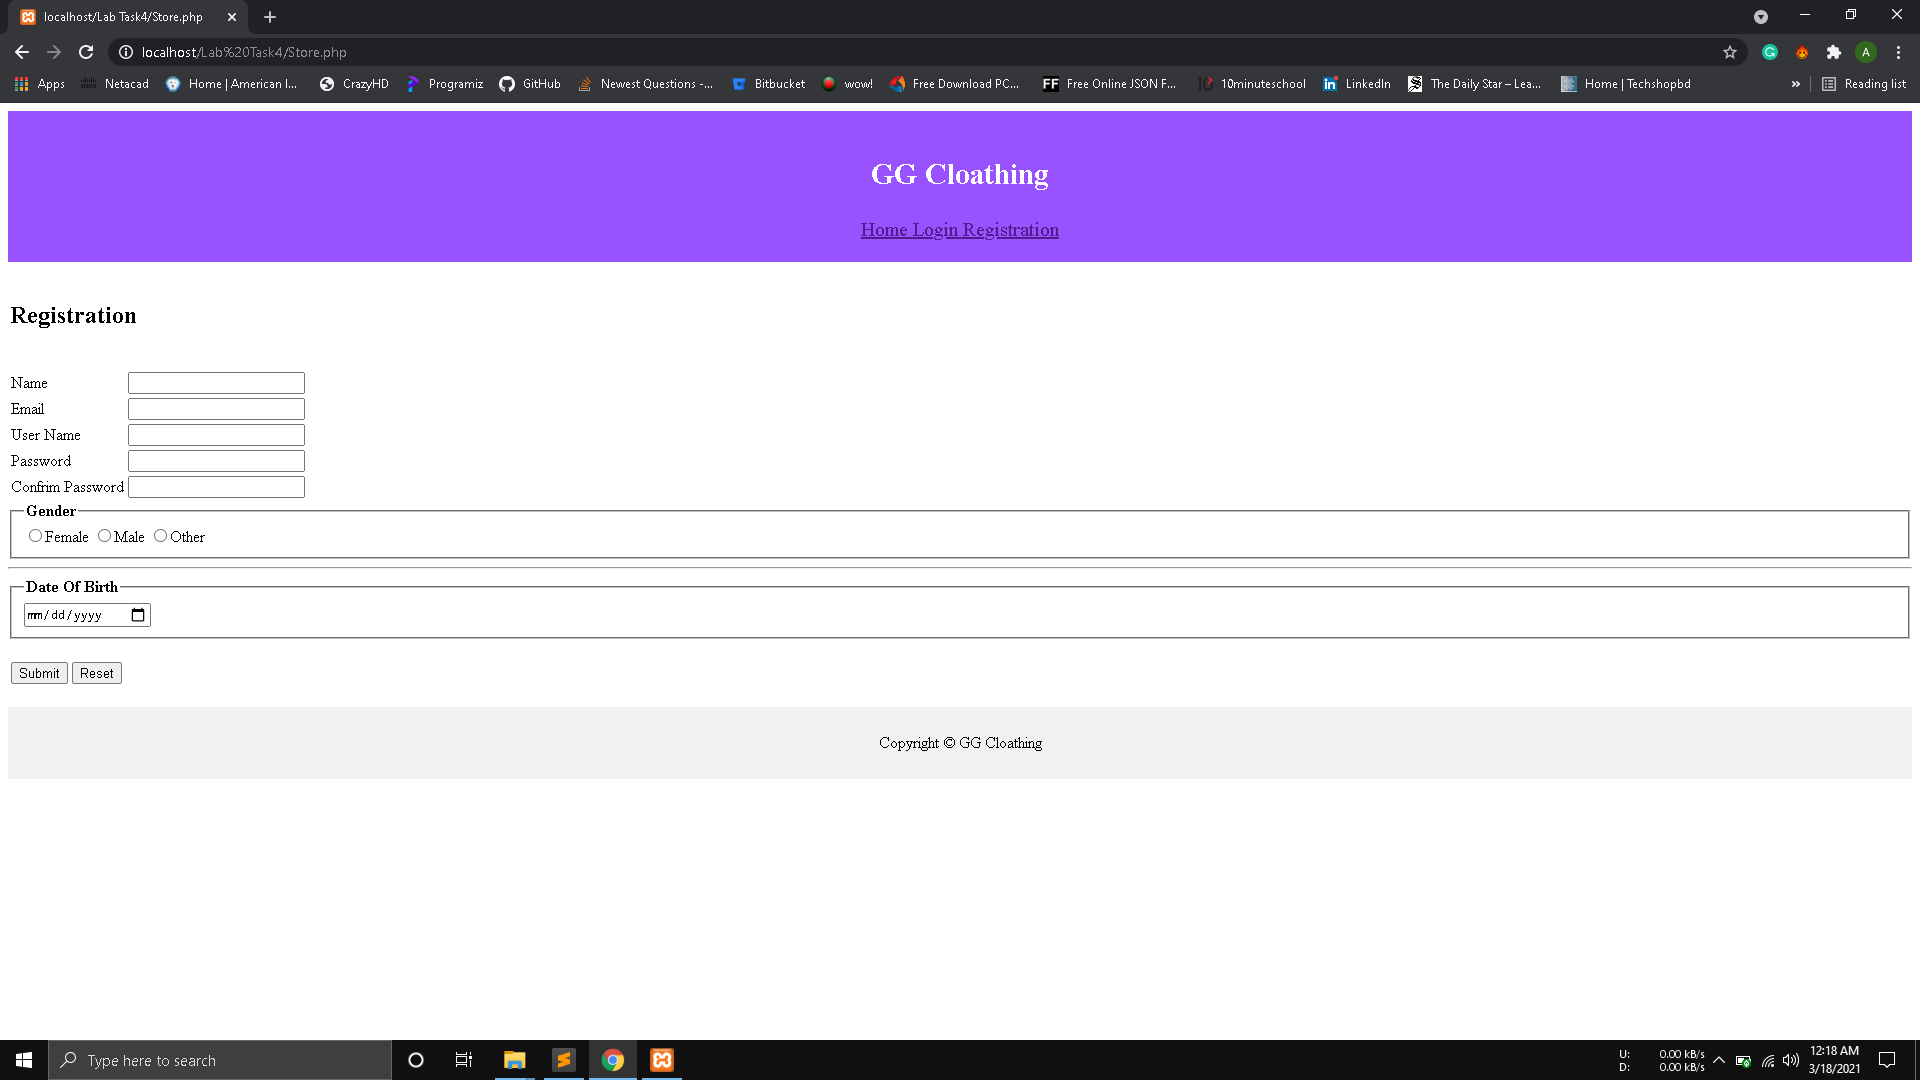 localhost/Lab Task4/Store.php
localhost/Lab%20Task4/Store.php
Apps Netacad Home | American I... CrazyHD Programiz GitHub Newest Questions -... Bitbucket wow! Free Download PC... FF Free Online JSON F... 10minuteschool LinkedIn The Daily Star – Lea... Home | Techshopbd » Reading list
GG Cloathing
Home Login Registration
Registration
Name
Email
User Name
Password
Confrim Password
Gender
Female Male Other
Date Of Birth
mm/dd/yyyy
Submit Reset
Copyright © GG Cloathing
Type here to search
U: 0.00 kB/s
D: 0.00 kB/s
12:18 AM
3/18/2021